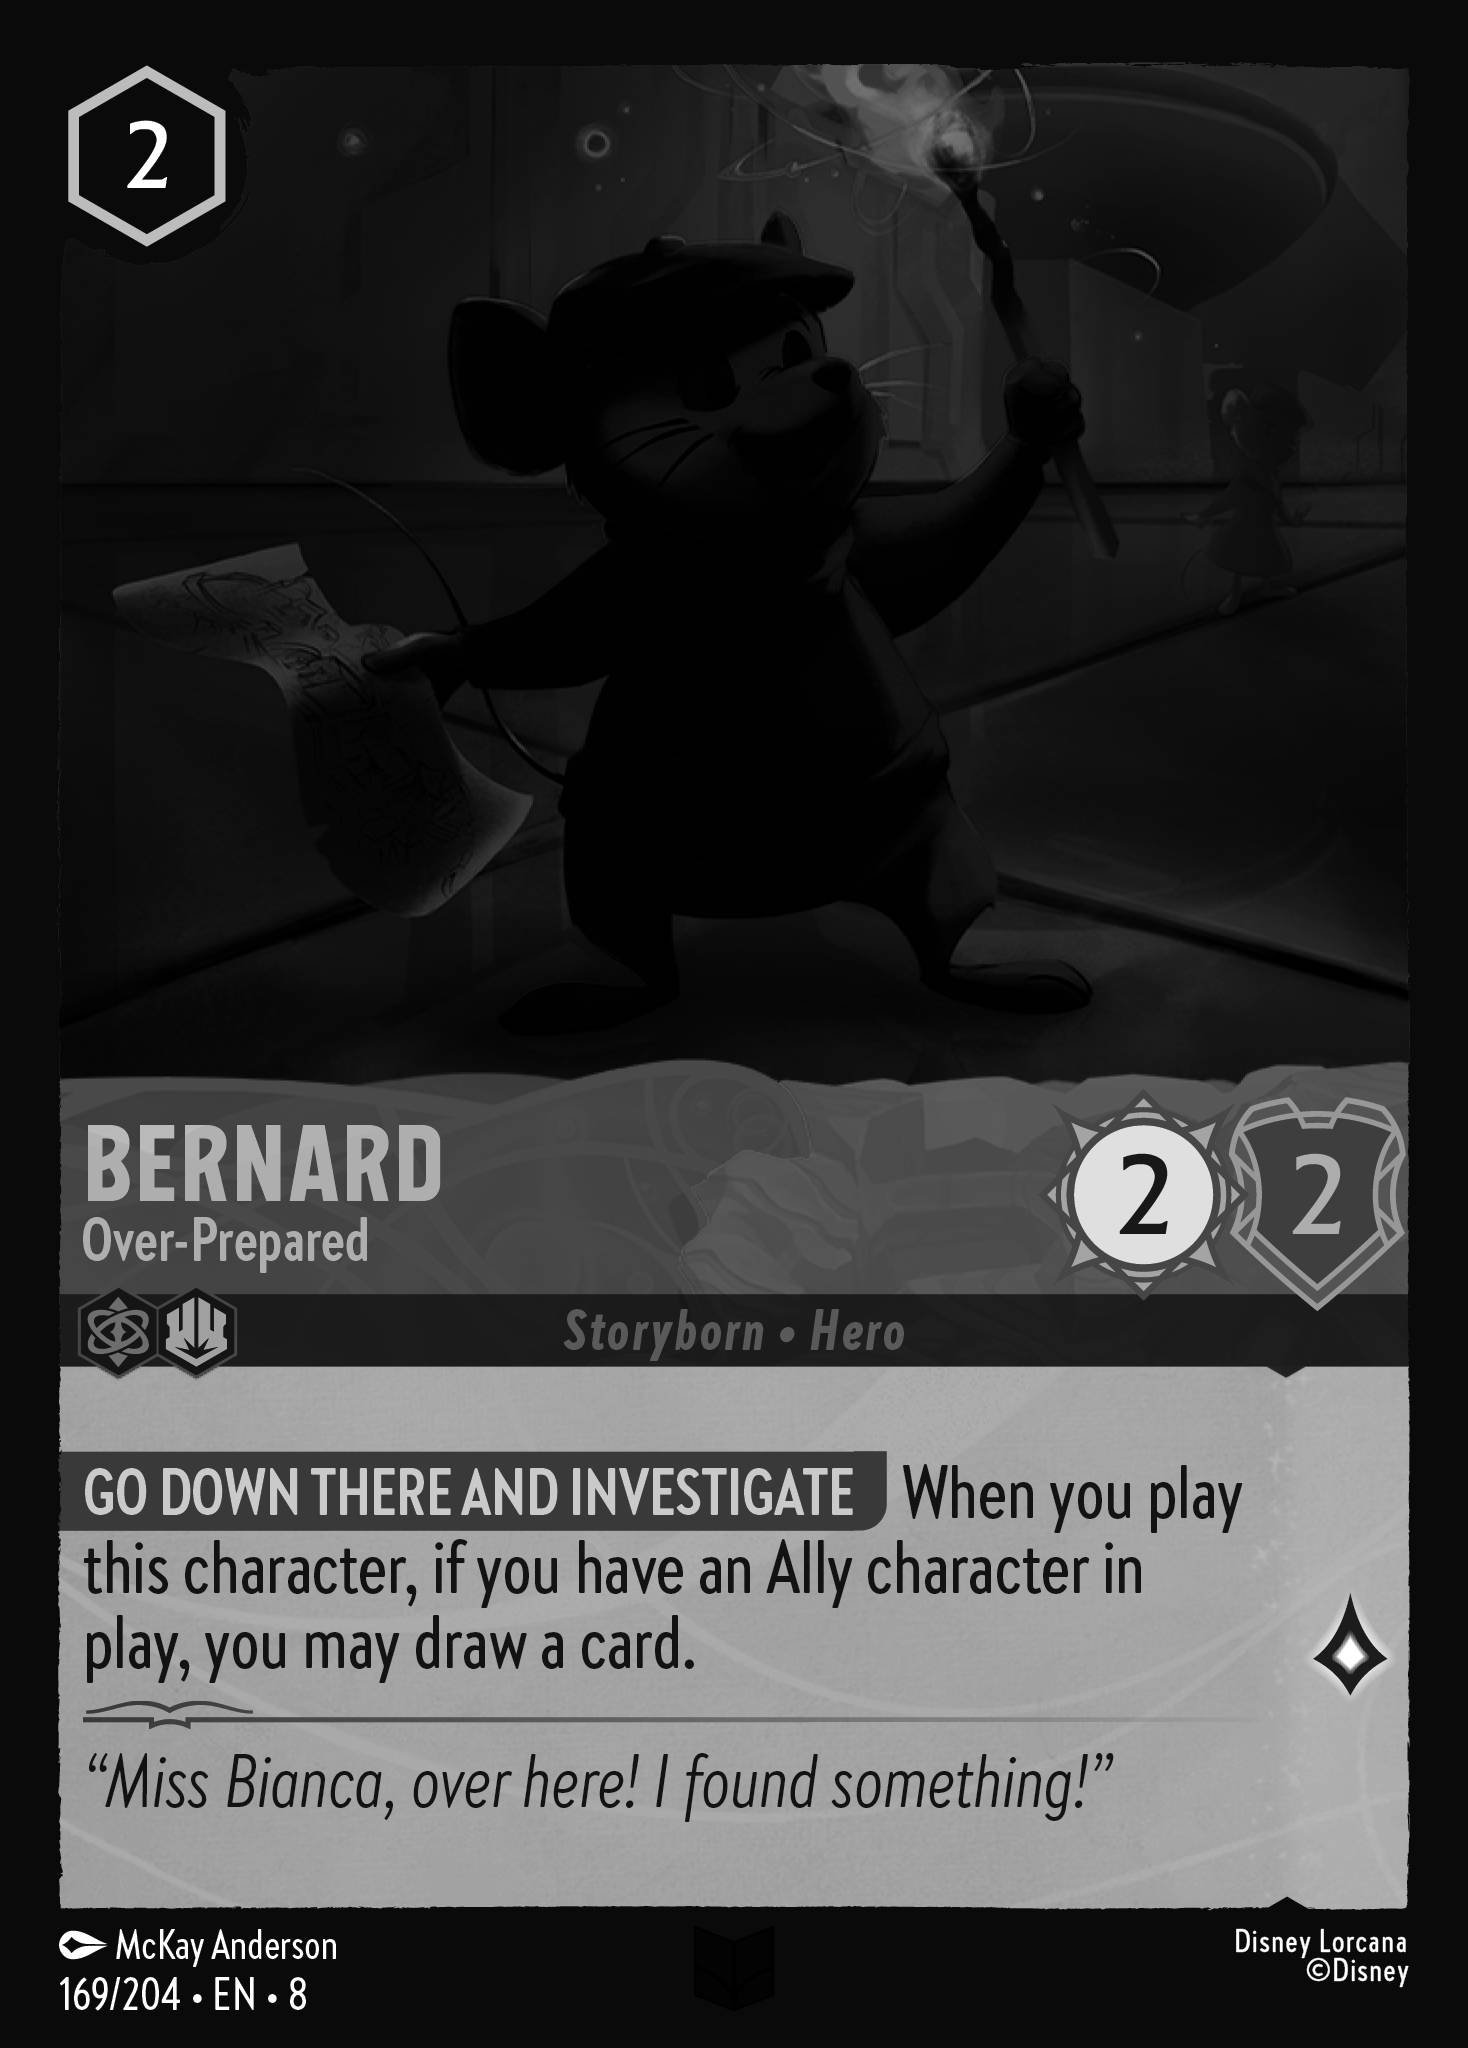 2
BERNARD
Over-Prepared
2
2
Storyborn • Hero
GO DOWN THERE AND INVESTIGATE When you play
this character, if you have an Ally character in
play, you may draw a card.
“Miss Bianca, over here! I found something!”
McKay Anderson
169/204 • EN • 8
Disney Lorcana
©Disney